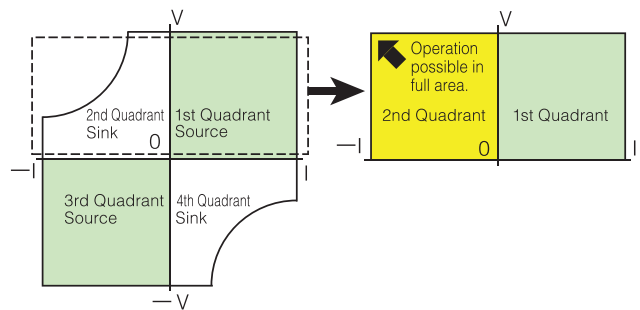 V
2nd Quadrant
Sink
1st Quadrant
Source
0
—I
I
3rd Quadrant
Source
4th Quadrant
Sink
—V
V
Operation
possible in
full area.
2nd Quadrant
1st Quadrant
0
—I
I